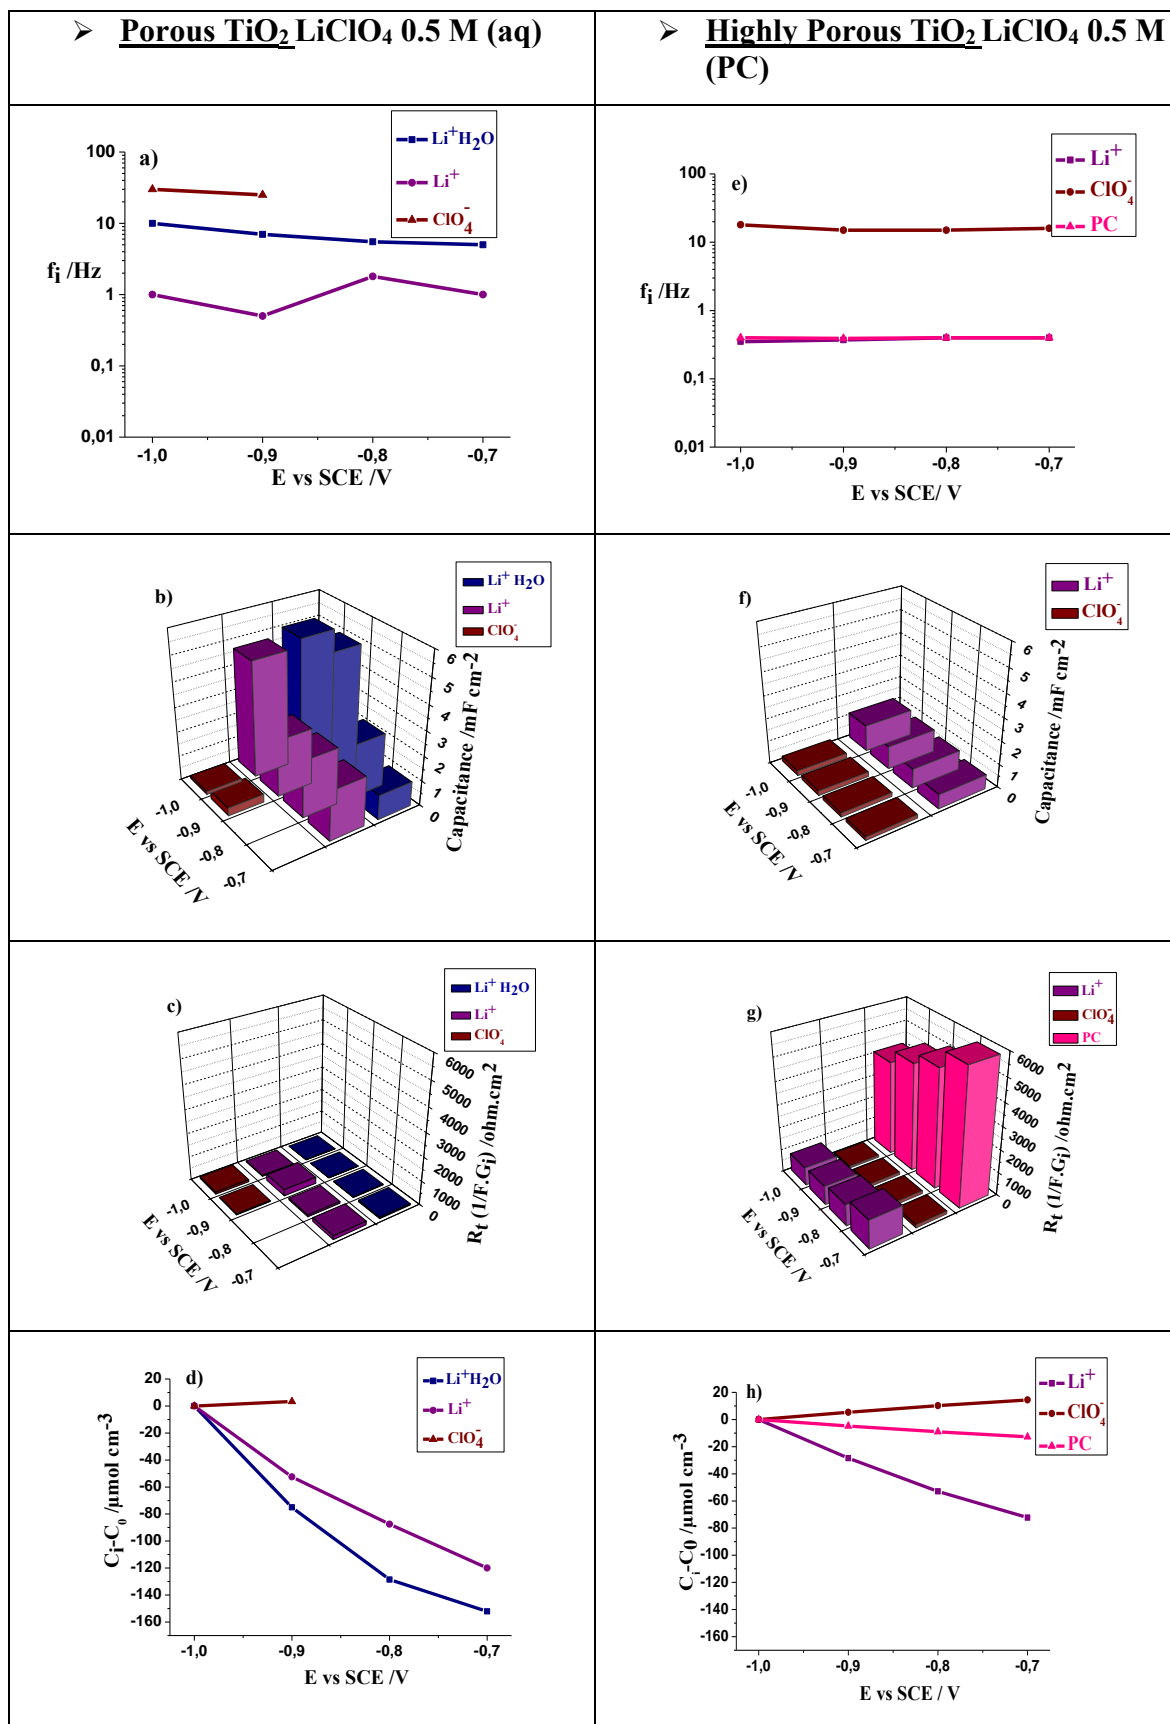 ➢ Porous TiO₂ LiClO₄ 0.5 M (aq)
➢ Highly Porous TiO₂ LiClO₄ 0.5 M
(PC)
a)
Li⁺H₂O
Li⁺
ClO₄⁻
100
10
1
0,1
0,01
fᵢ /Hz
-1,0 -0,9 -0,8 -0,7
E vs SCE /V
e)
Li⁺
ClO₄⁻
PC
100
10
1
0,1
0,01
fᵢ /Hz
-1,0 -0,9 -0,8 -0,7
E vs SCE/ V
b)
Li⁺ H₂O
Li⁺
ClO₄⁻
6
5
4
3
2
1
0
Capacitance /mF cm⁻²
-1,0
-0,9
-0,8
-0,7
E vs SCE /V
f)
Li⁺
ClO₄⁻
6
5
4
3
2
1
0
Capacitance /mF cm⁻²
-1,0
-0,9
-0,8
-0,7
E vs SCE /V
c)
Li⁺ H₂O
Li⁺
ClO₄⁻
6000
5000
4000
3000
2000
1000
0
Rt (1/F.Gᵢ) /ohm.cm²
-1,0
-0,9
-0,8
-0,7
E vs SCE /V
g)
Li⁺
ClO₄⁻
PC
6000
5000
4000
3000
2000
1000
0
Rt (1/F.Gᵢ) /ohm.cm²
-1,0
-0,9
-0,8
-0,7
E vs SCE /V
d)
Li⁺H₂O
Li⁺
ClO₄⁻
20
0
-20
-40
-60
-80
-100
-120
-140
-160
Cᵢ-C₀ /µmol cm⁻³
-1,0 -0,9 -0,8 -0,7
E vs SCE /V
h)
Li⁺
ClO₄⁻
PC
20
0
-20
-40
-60
-80
-100
-120
-140
-160
Cᵢ-C0 /µmol cm⁻³
-1,0 -0,9 -0,8 -0,7
E vs SCE / V